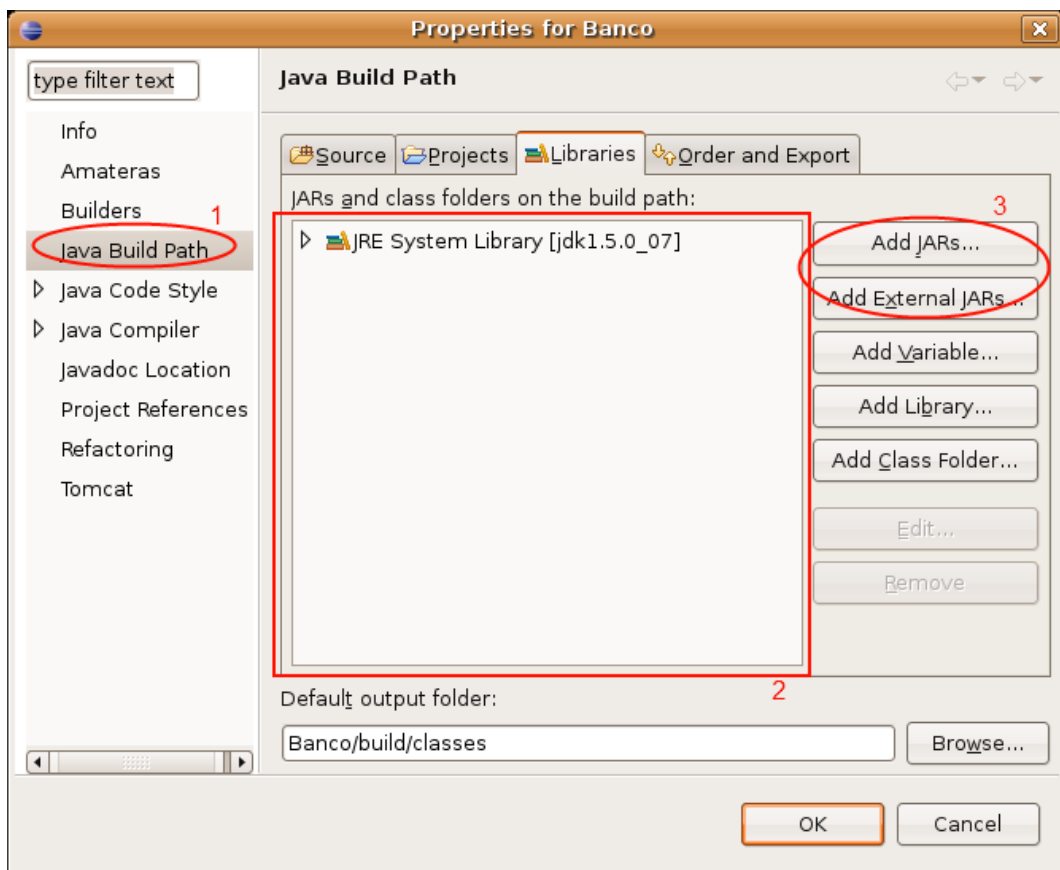 Properties for Banco
type filter text
Info
Amateras
Builders
1
Java Build Path
Java Code Style
Java Compiler
Javadoc Location
Project References
Refactoring
Tomcat
Java Build Path
Source
Projects
Libraries
Order and Export
JARs and class folders on the build path:
JRE System Library [jdk1.5.0_07]
3
Add JARs...
Add External JARs...
Add Variable...
Add Library...
Add Class Folder...
Edit...
Remove
2
Default output folder:
Banco/build/classes
Browse...
OK
Cancel